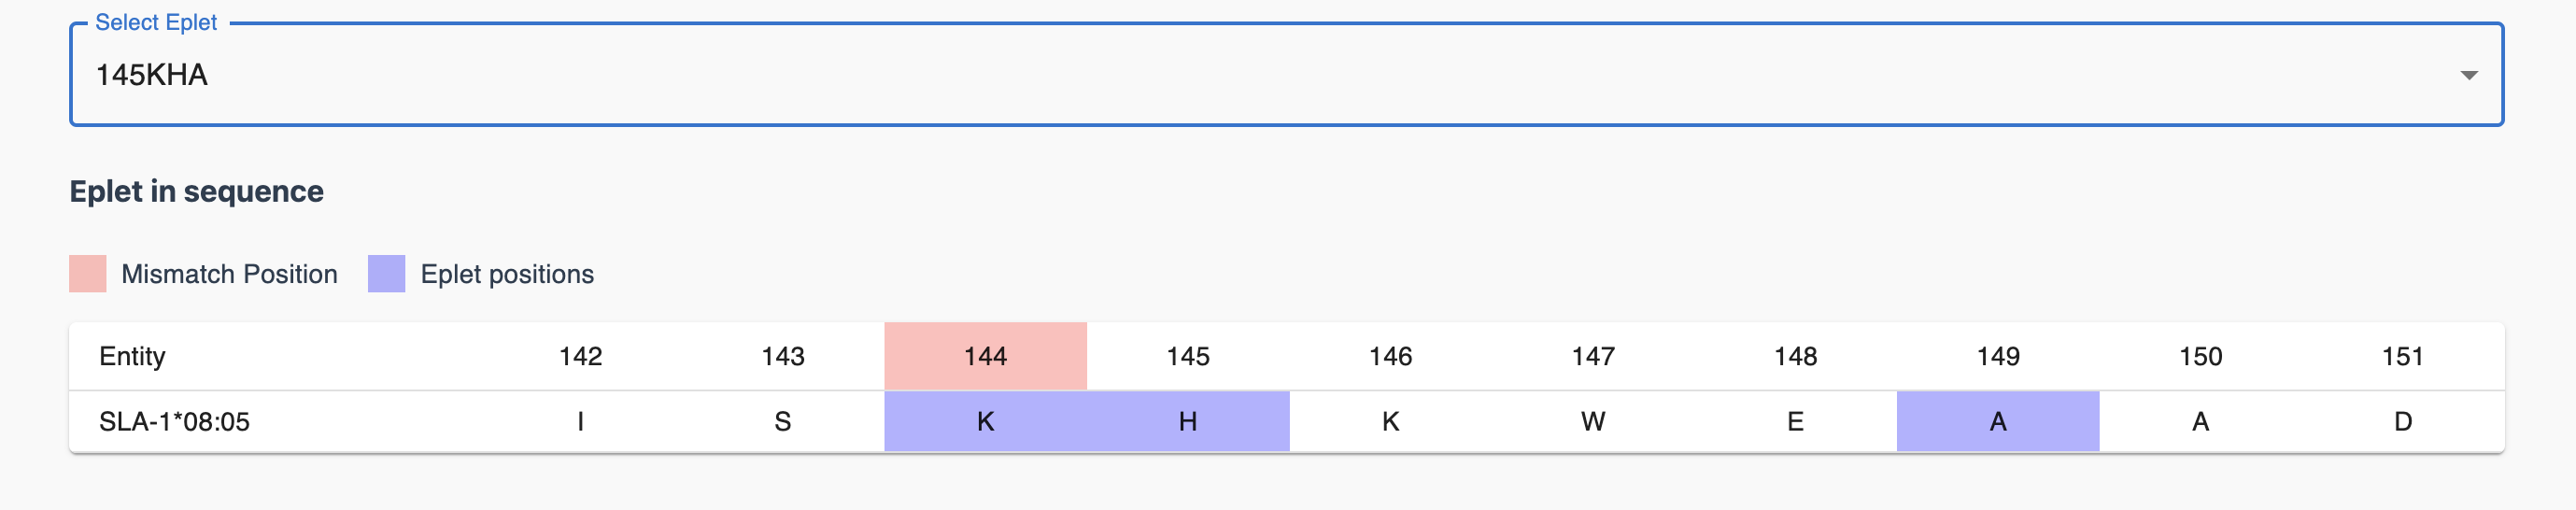 Select Eplet
145KHA
Eplet in sequence
Mismatch Position Eplet positions
Entity 142 143 144 145 146 147 148 149 150 151
SLA-1*08:05 I S K H K W E A A D